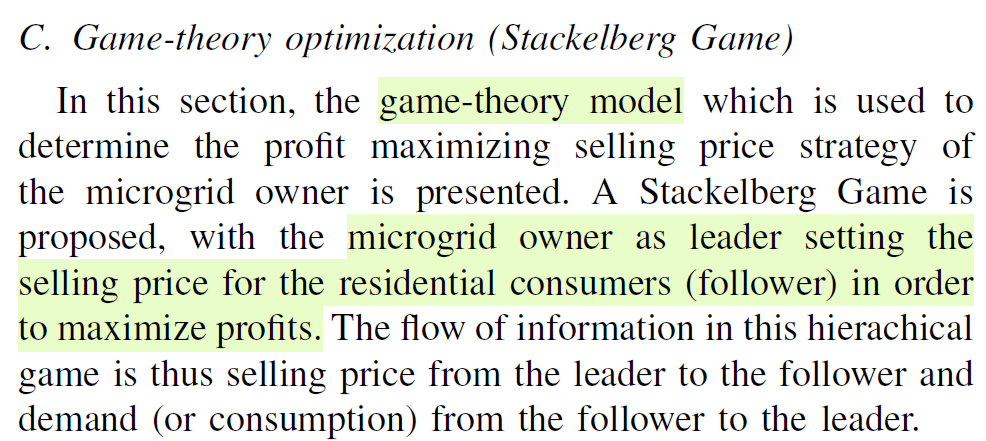 C. Game-theory optimization (Stackelberg Game)
In this section, the game-theory model which is used to
determine the profit maximizing selling price strategy of
the microgrid owner is presented. A Stackelberg Game is
proposed, with the microgrid owner as leader setting the
selling price for the residential consumers (follower) in order
to maximize profits. The flow of information in this hierachical
game is thus selling price from the leader to the follower and
demand (or consumption) from the follower to the leader.